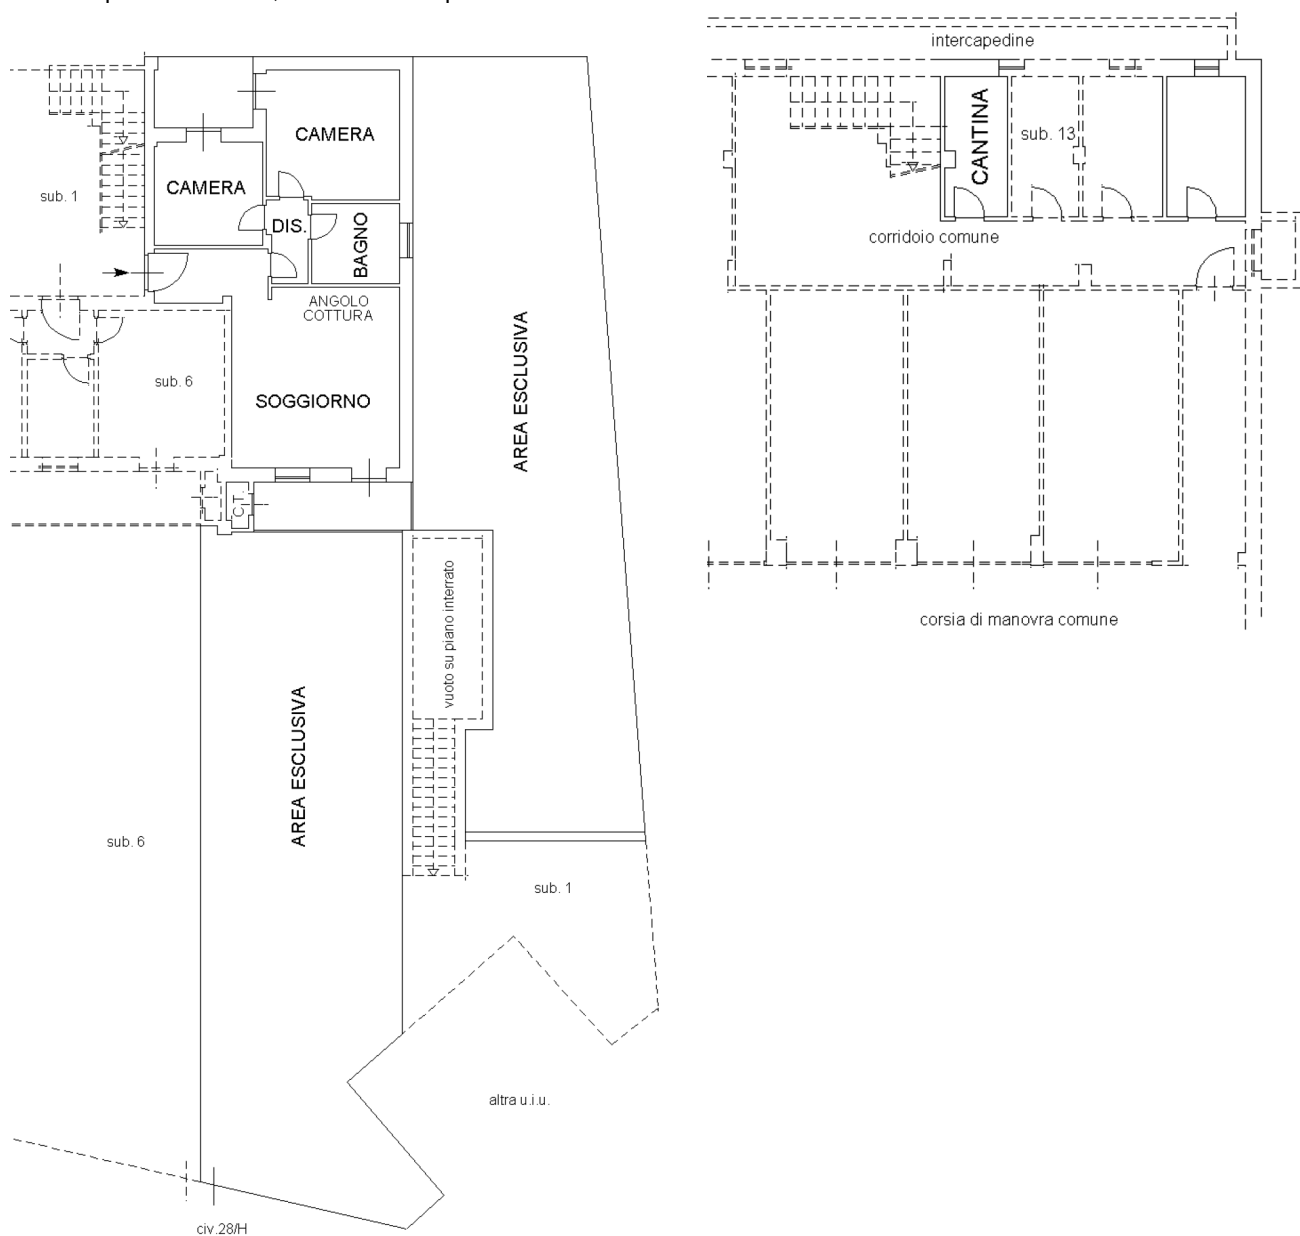 intercapedine
CAMERA
CAMERA
sub. 1
DIS.
BAGNO
ANGOLO
COTTURA
sub. 6
SOGGIORNO
C.T.
AREA ESCLUSIVA
vuoto su piano interrato
AREA ESCLUSIVA
sub. 6
sub. 1
altra u.i.u.
civ.28/H
CANTINA
sub. 13
corridoio comune
corsia di manovra comune